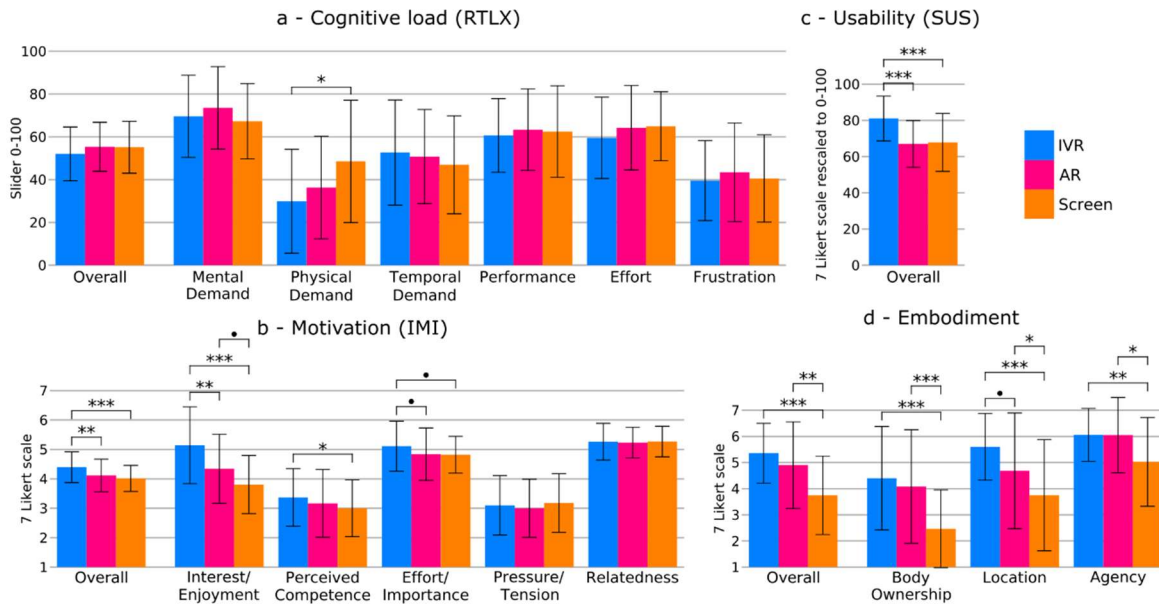 a - Cognitive load (RTLX)
Slider 0-100
100
80
60
40
20
0
*
Overall
Mental
Demand
Physical
Demand
Temporal
Demand
Performance
Effort
Frustration
c - Usability (SUS)
7 Likert scale rescaled to 0-100
100
80
60
40
20
0
***
***
Overall
IVR
AR
Screen
b - Motivation (IMI)
7 Likert scale
7
6
5
4
3
2
1
***
**
•
***
**
*
•
•
Overall
Interest/
Enjoyment
Perceived
Competence
Effort/
Importance
Pressure/
Tension
Relatedness
d - Embodiment
7 Likert scale
7
6
5
4
3
2
1
**
***
***
***
*
***
•
*
**
Overall
Body
Ownership
Location
Agency